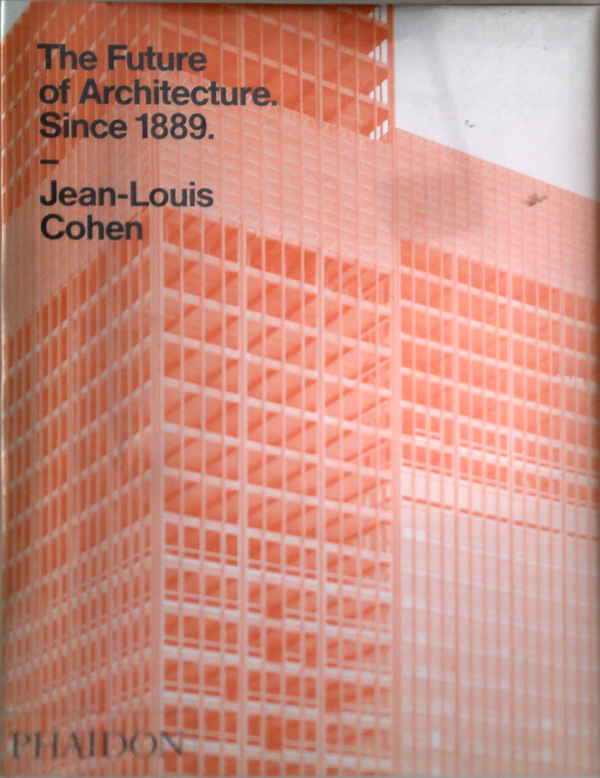 The Future
of Architecture.
Since 1889.
–
Jean-Louis
Cohen
PHAIDON